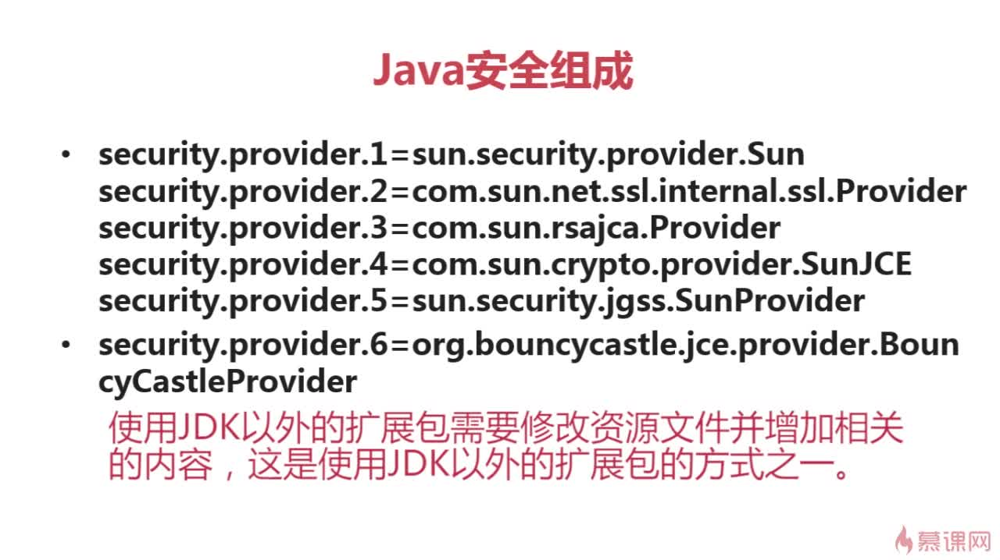 Java安全组成
• security.provider.1=sun.security.provider.Sun
security.provider.2=com.sun.net.ssl.internal.ssl.Provider
security.provider.3=com.sun.rsajca.Provider
security.provider.4=com.sun.crypto.provider.SunJCE
security.provider.5=sun.security.jgss.SunProvider
• security.provider.6=org.bouncycastle.jce.provider.Boun
cyCastleProvider
使用JDK以外的扩展包需要修改资源文件并增加相关
的内容，这是使用JDK以外的扩展包的方式之一。
慕课网